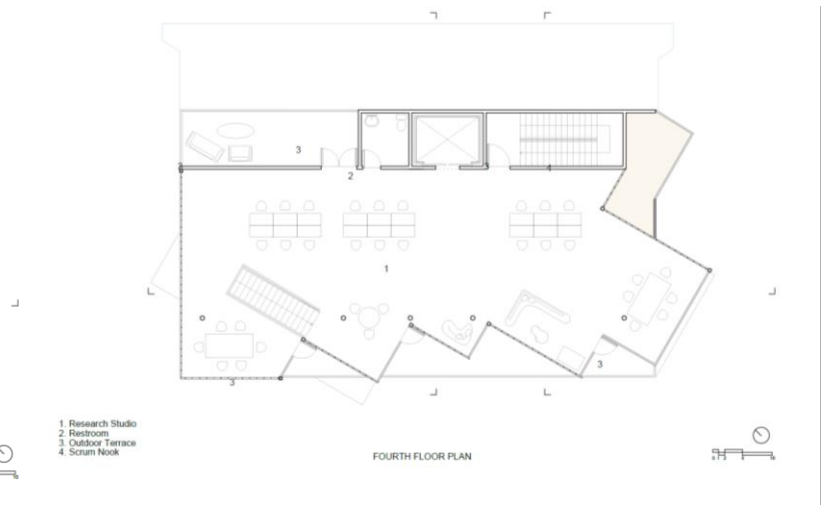 3
2
4
1
3
3
1. Research Studio
2. Restroom
3. Outdoor Terrace
4. Scrum Nook
FOURTH FLOOR PLAN